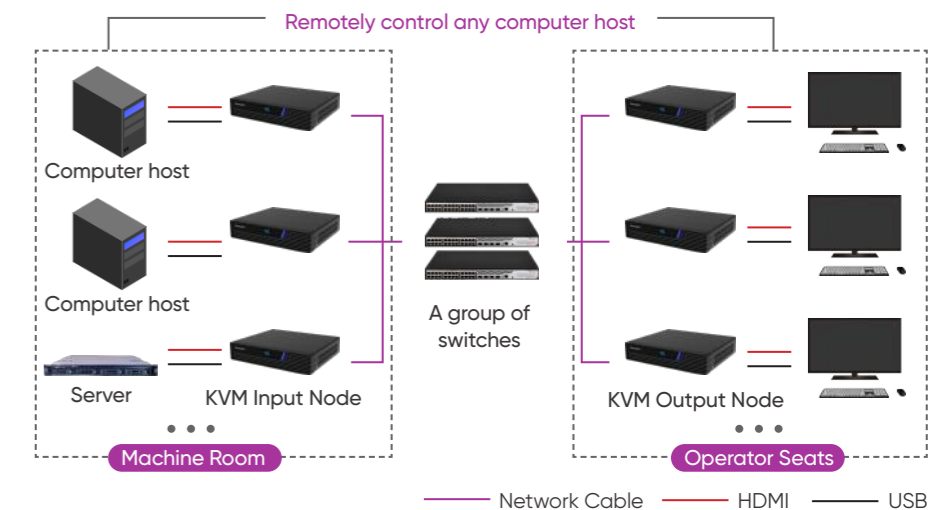 Remotely control any computer host
Computer host
Computer host
Server
KVM Input Node
Machine Room
A group of
switches
KVM Output Node
Operator Seats
Network Cable
HDMI
USB